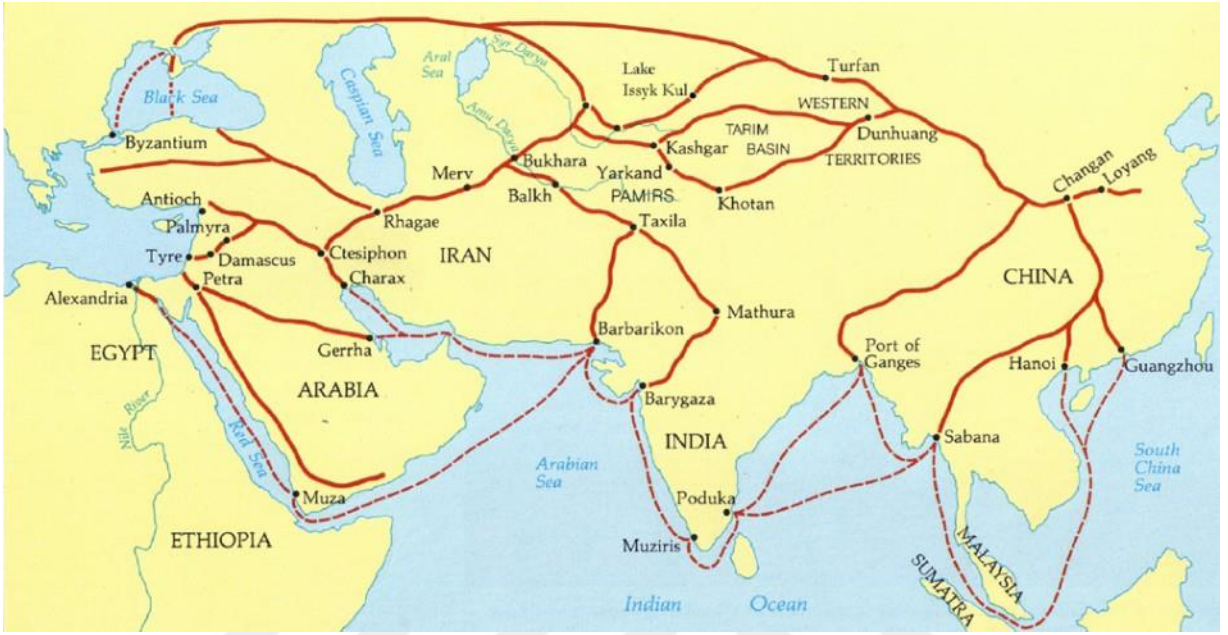 Syr Darya
Turfan
Aral
Sea
Lake
Issyk Kul
Caspian Sea
Black Sea
WESTERN
Amu Darya
Dunhuang
Byzantium
TARIM
BASIN
Kashgar
Bukhara
TERRITORIES
Merv
Yarkand
Changan
Loyang
Balkh
PAMIRS
Khotan
Antioch
Rhagae
Taxila
Palmyra
Tyre
Damascus
Ctesiphon
IRAN
Petra
Charax
CHINA
Alexandria
Mathura
Barbarikon
EGYPT
Gerrha
Port of
Ganges
Hanoi
Guangzhou
ARABIA
Barygaza
Nile River
Red Sea
INDIA
Sabana
Arabian
Sea
South
China
Sea
Muza
Poduka
ETHIOPIA
Muziris
MALAYSIA
SUMATRA
Indian Ocean